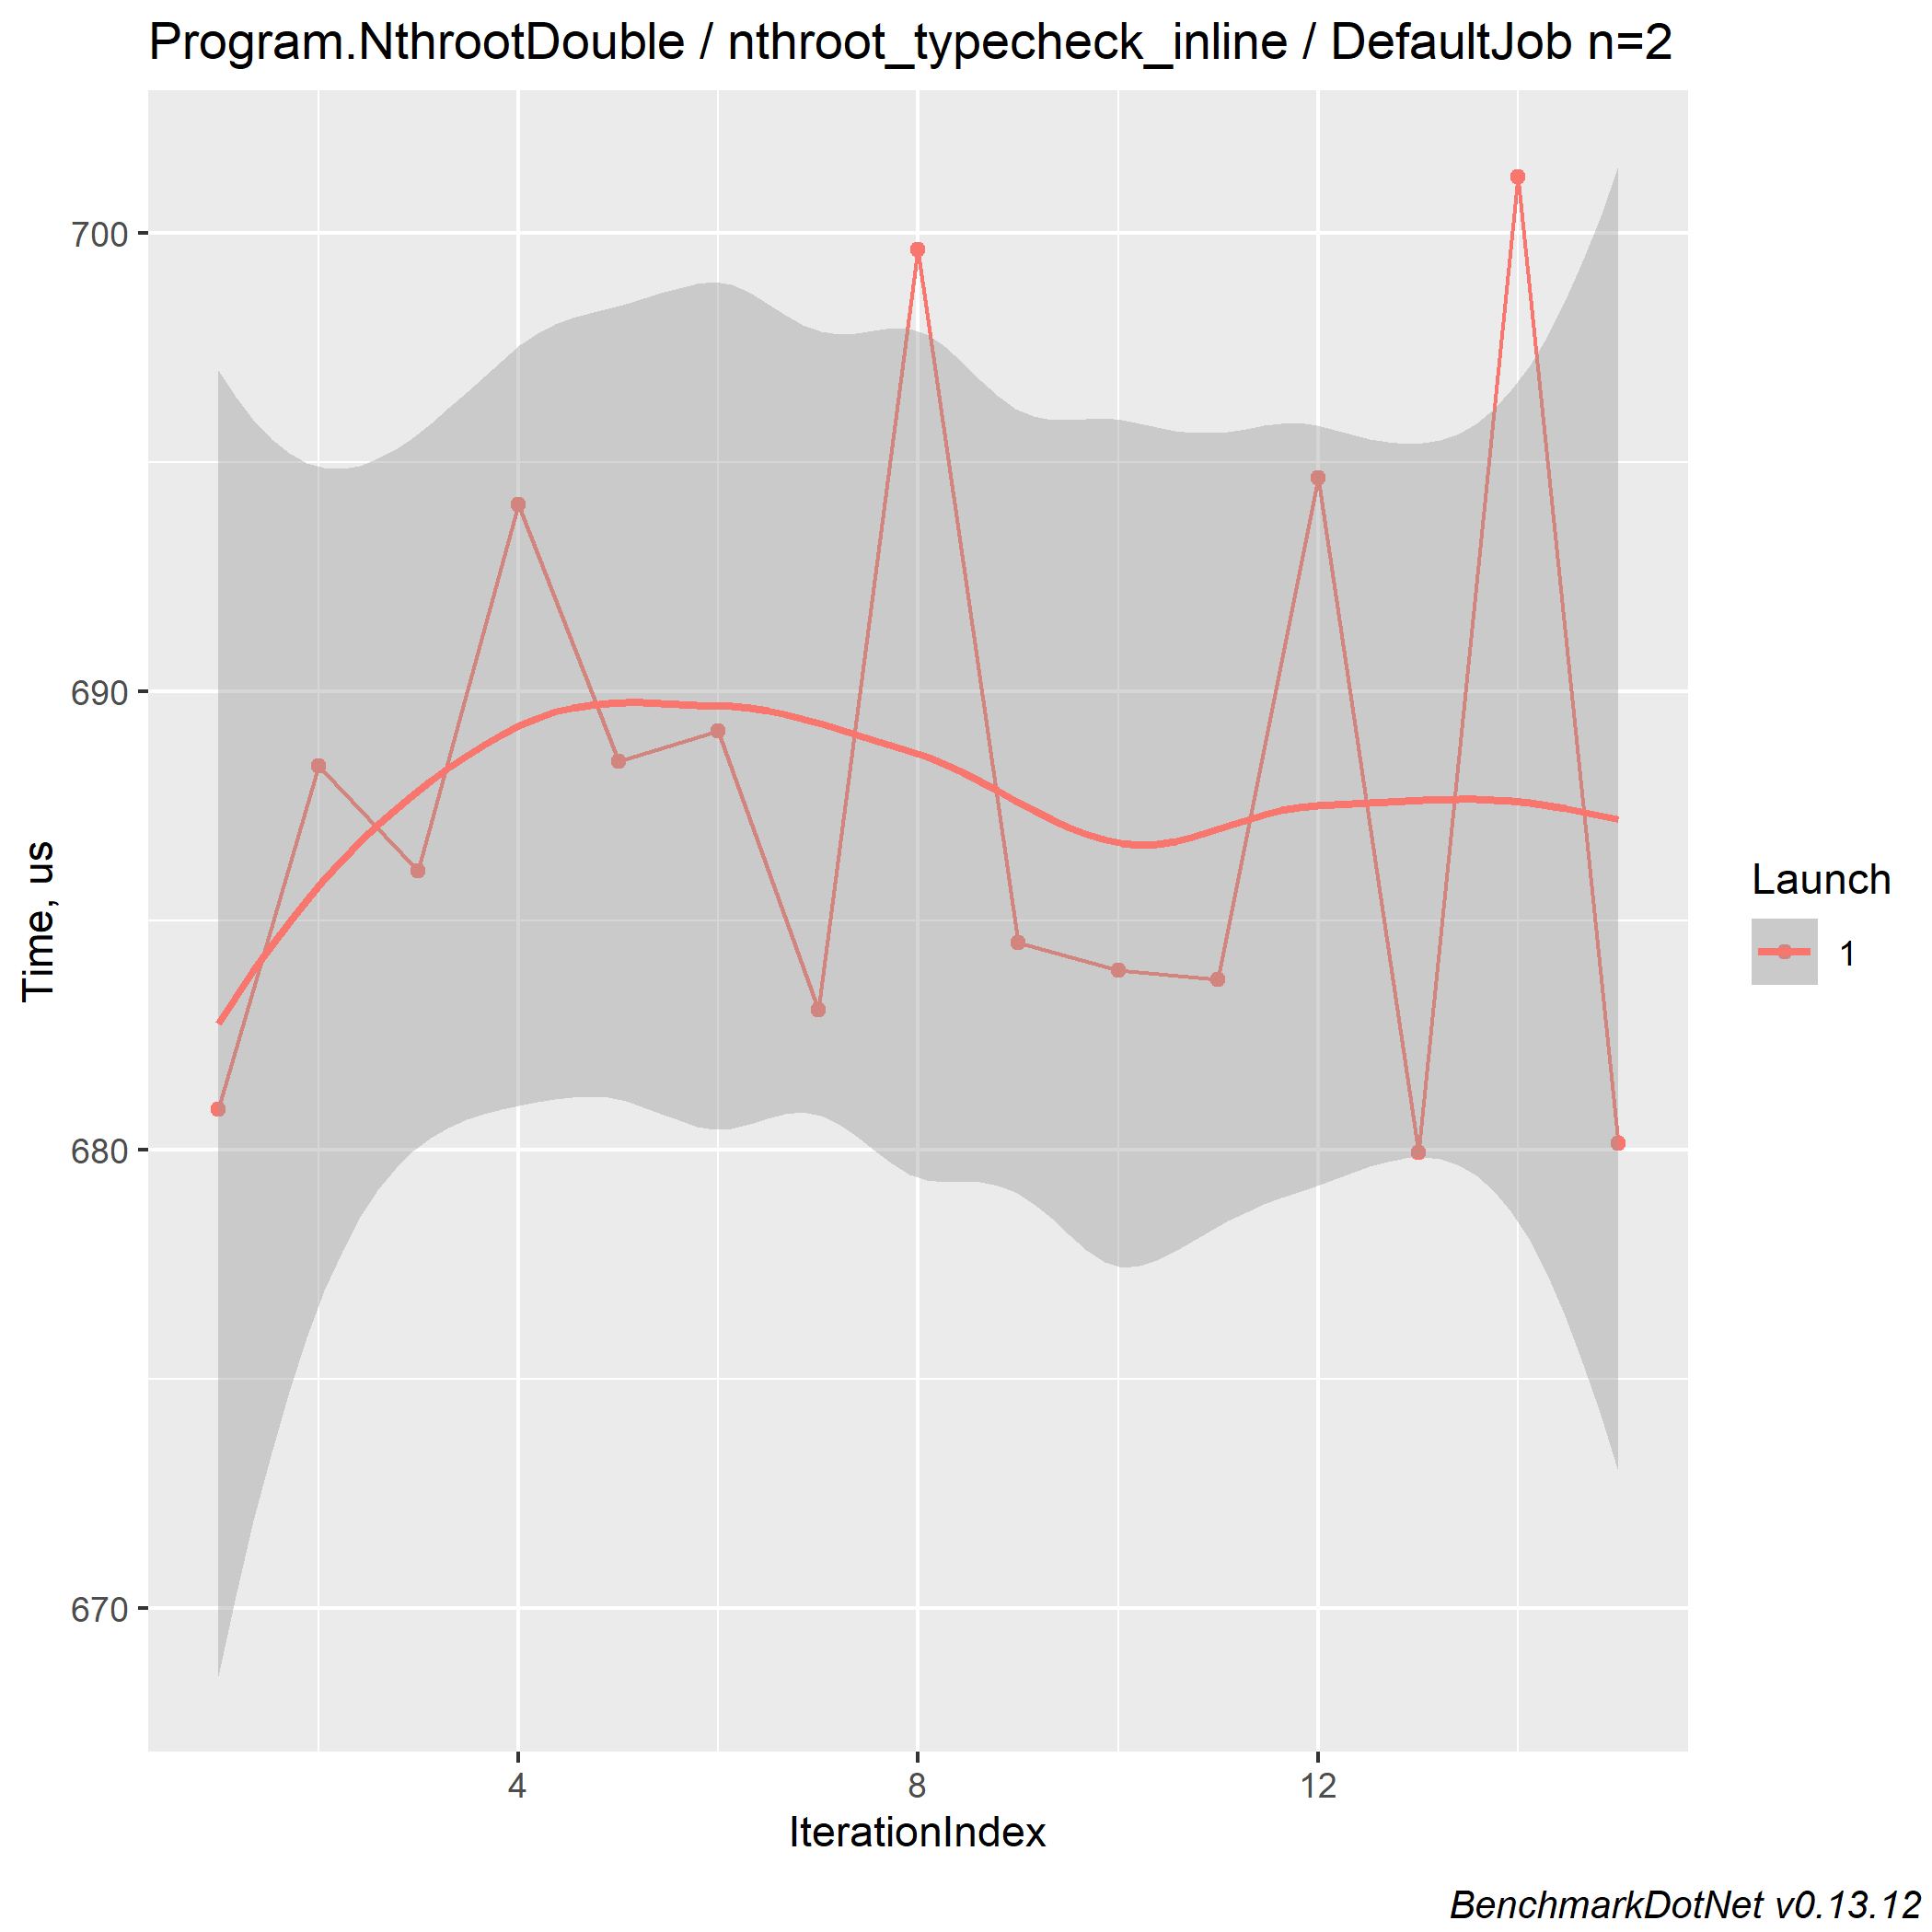 Program.NthrootDouble / nthroot_typecheck_inline / DefaultJob n=2
Time, us
700
690
680
670
4
8
12
IterationIndex
Launch
1
BenchmarkDotNet v0.13.12